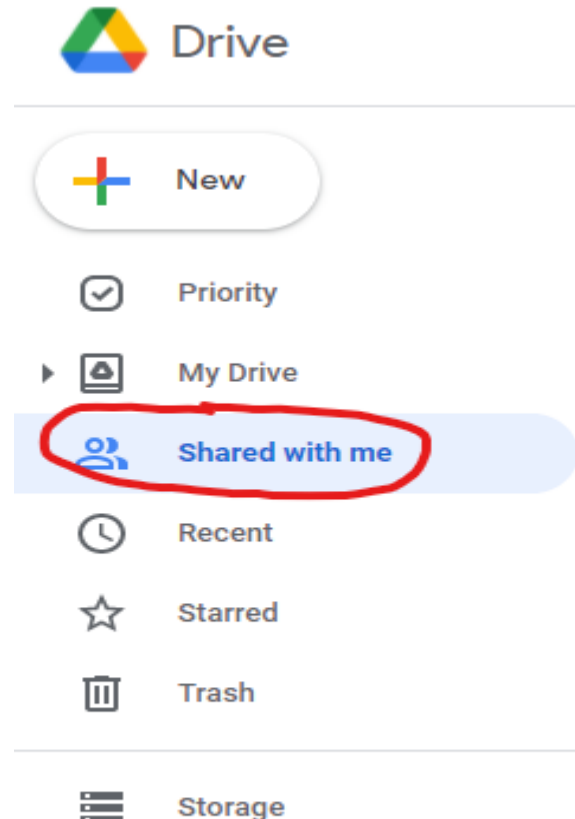 Drive
New
Priority
My Drive
Shared with me
Recent
Starred
Trash
Storage